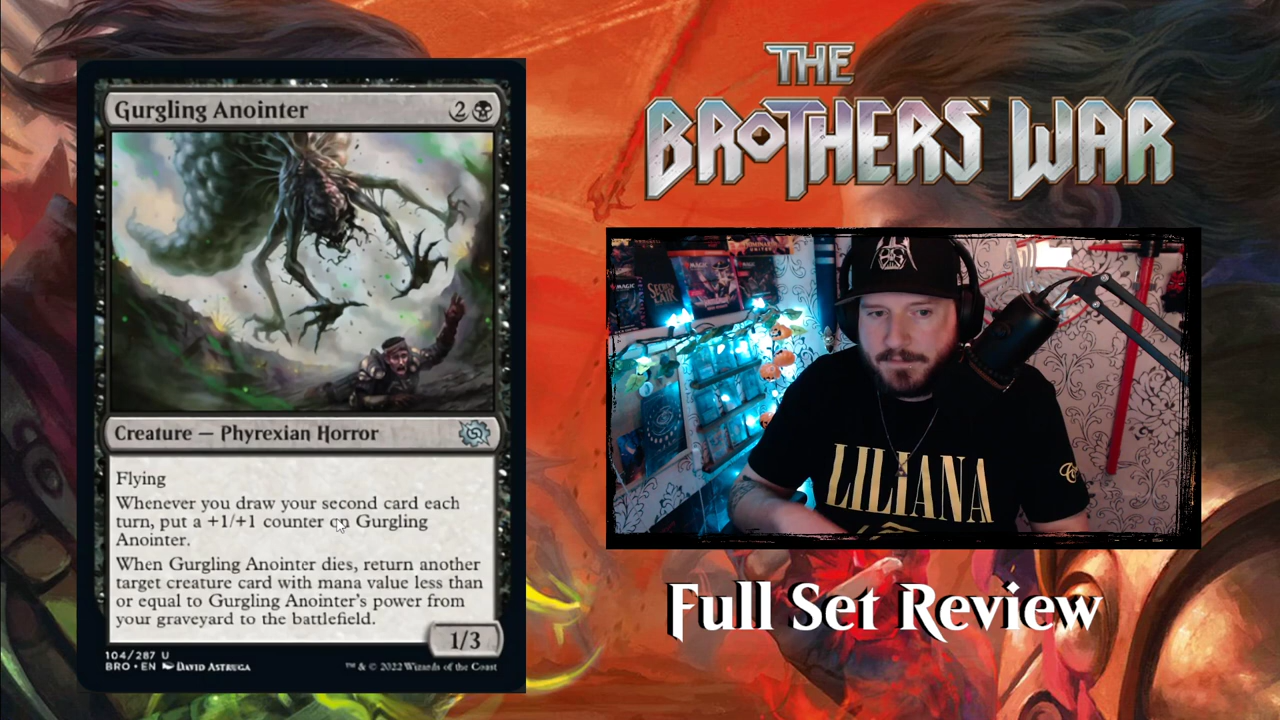 Gurgling Anointer 2
Creature — Phyrexian Horror
Flying
Whenever you draw your second card each
turn, put a +1/+1 counter on Gurgling
Anointer.
When Gurgling Anointer dies, return another
target creature card with mana value less than
or equal to Gurgling Anointer's power from
your graveyard to the battlefield.
1/3
104/287 U
BRO • EN David Astruga
™ & © 2022 Wizards of the Coast
THE
BROTHERS' WAR
MAGIC
LILIANA
Full Set Review